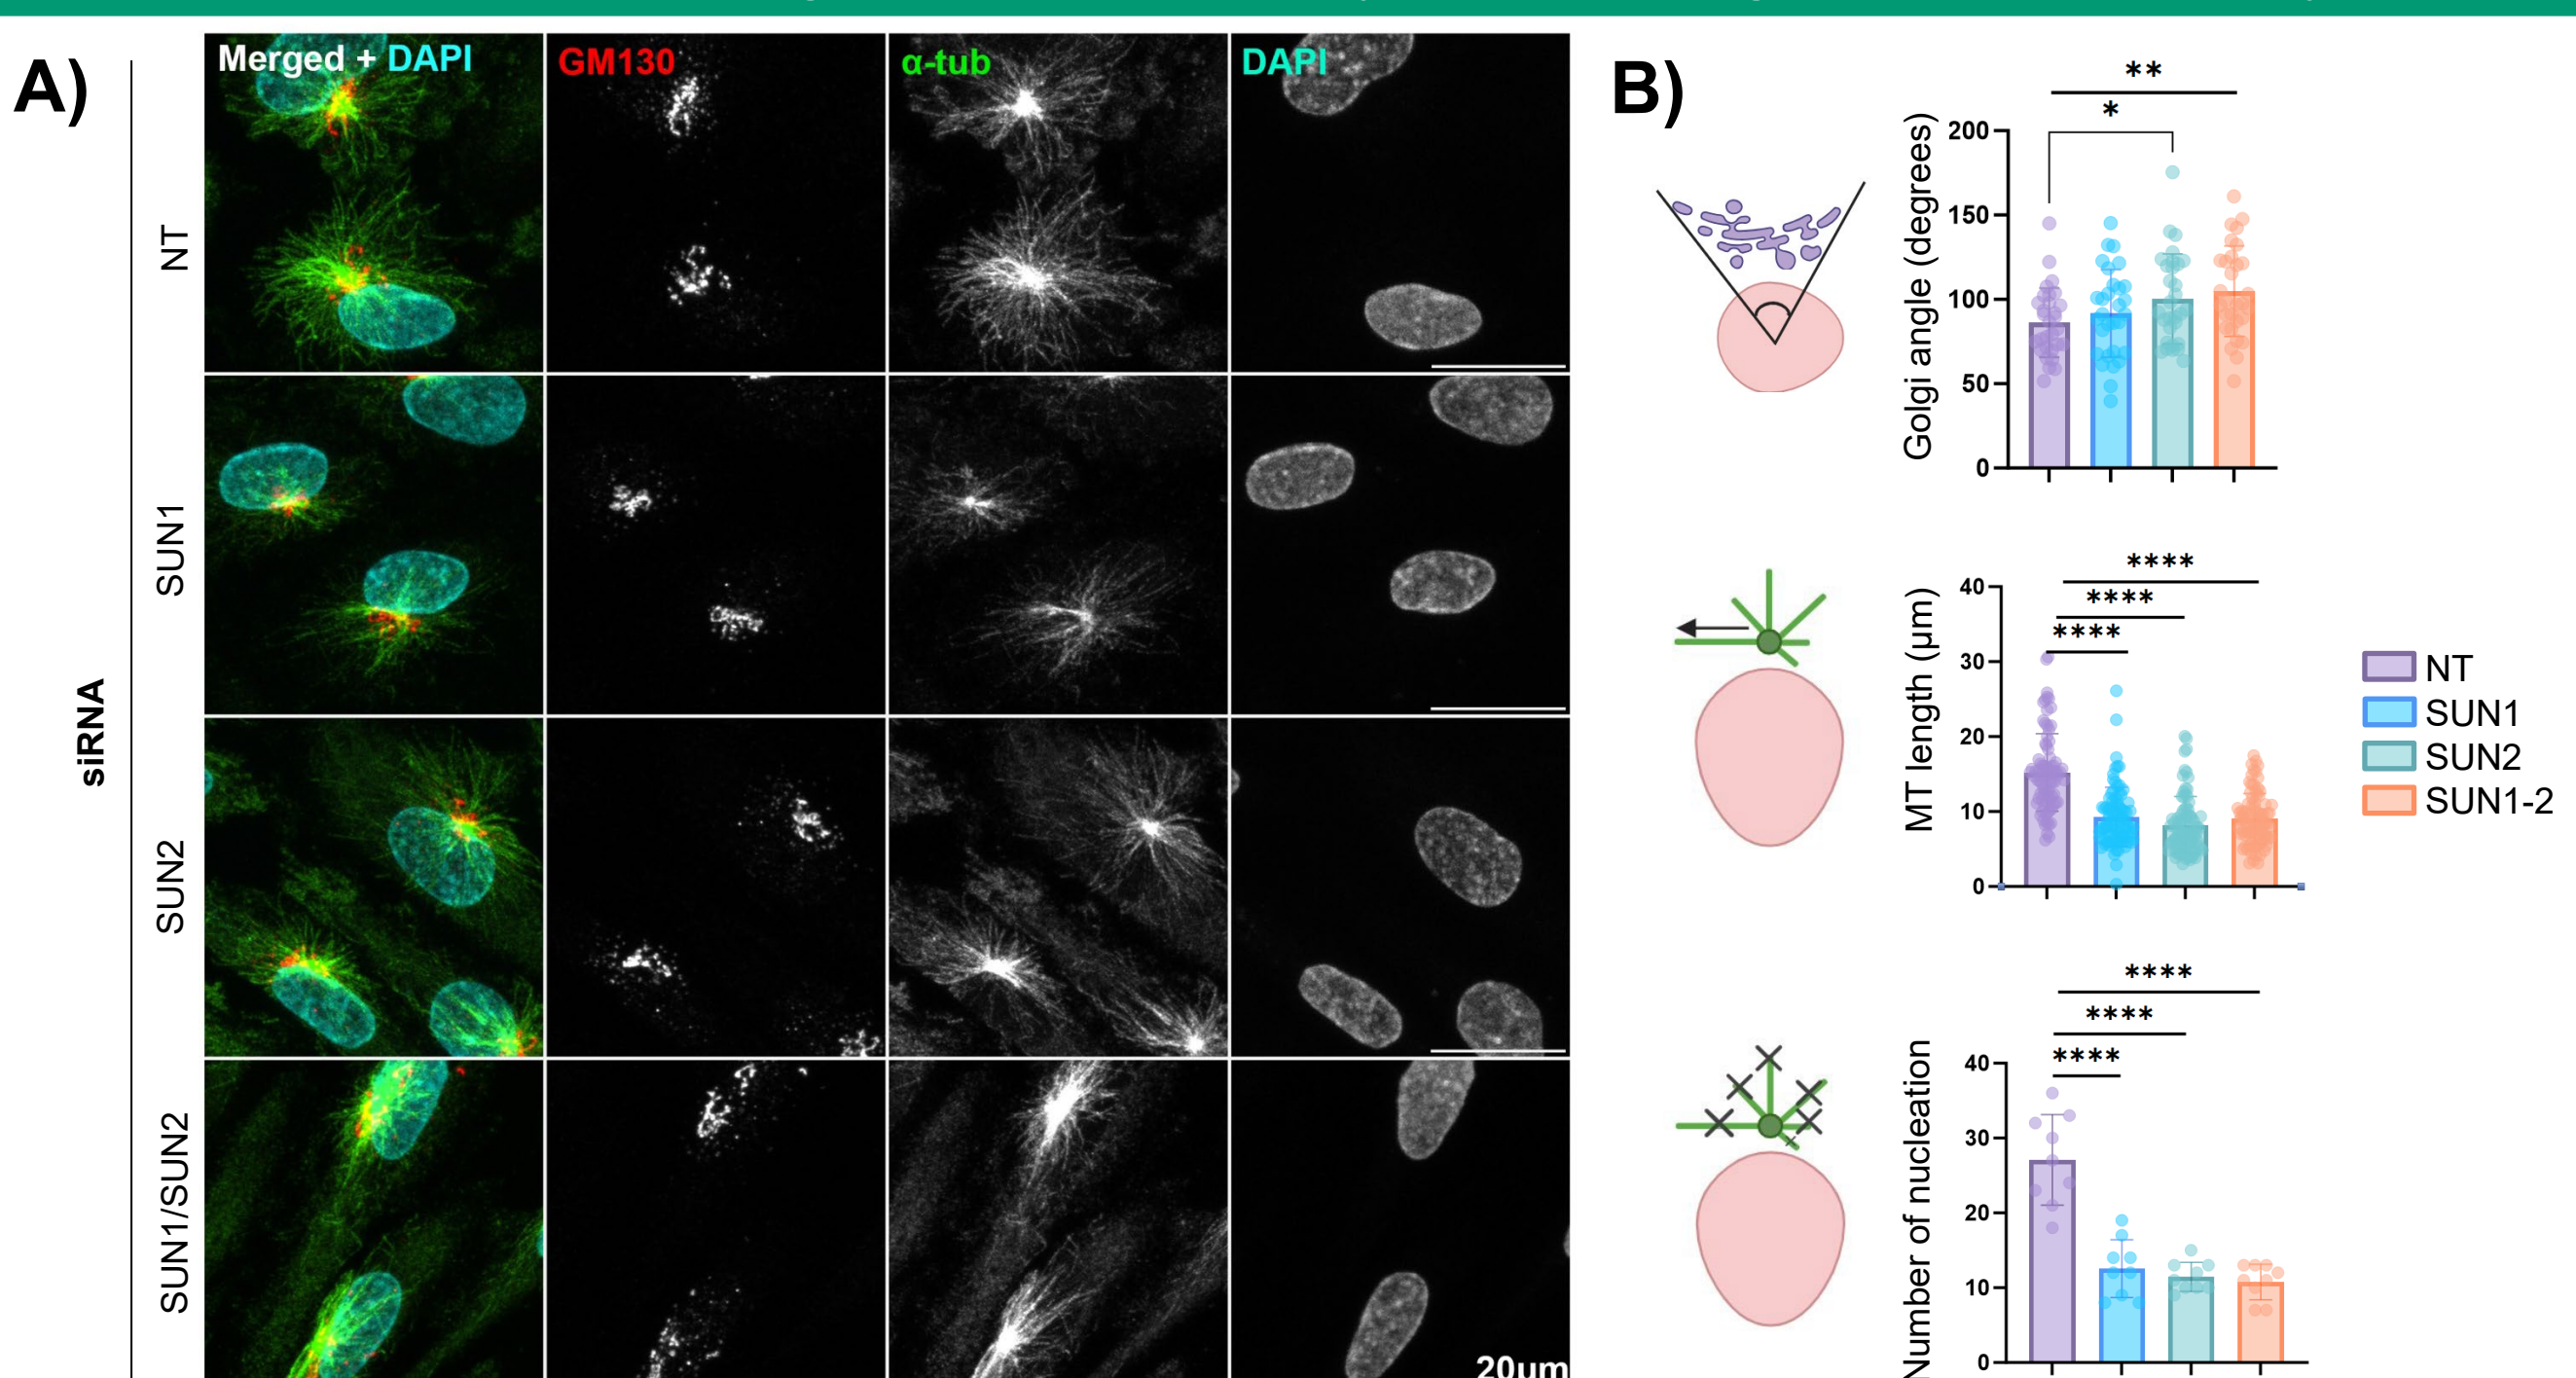 A)
siRNA
Merged + DAPI
GM130
α-tub
DAPI
NT
SUN1
SUN2
SUN1/SUN2
20um
B)
**
*
Golgi angle (degrees)
200
150
100
50
0
****
****
****
MT length (µm)
40
30
20
10
0
NT
SUN1
SUN2
SUN1-2
****
****
****
Number of nucleation
40
30
20
10
0